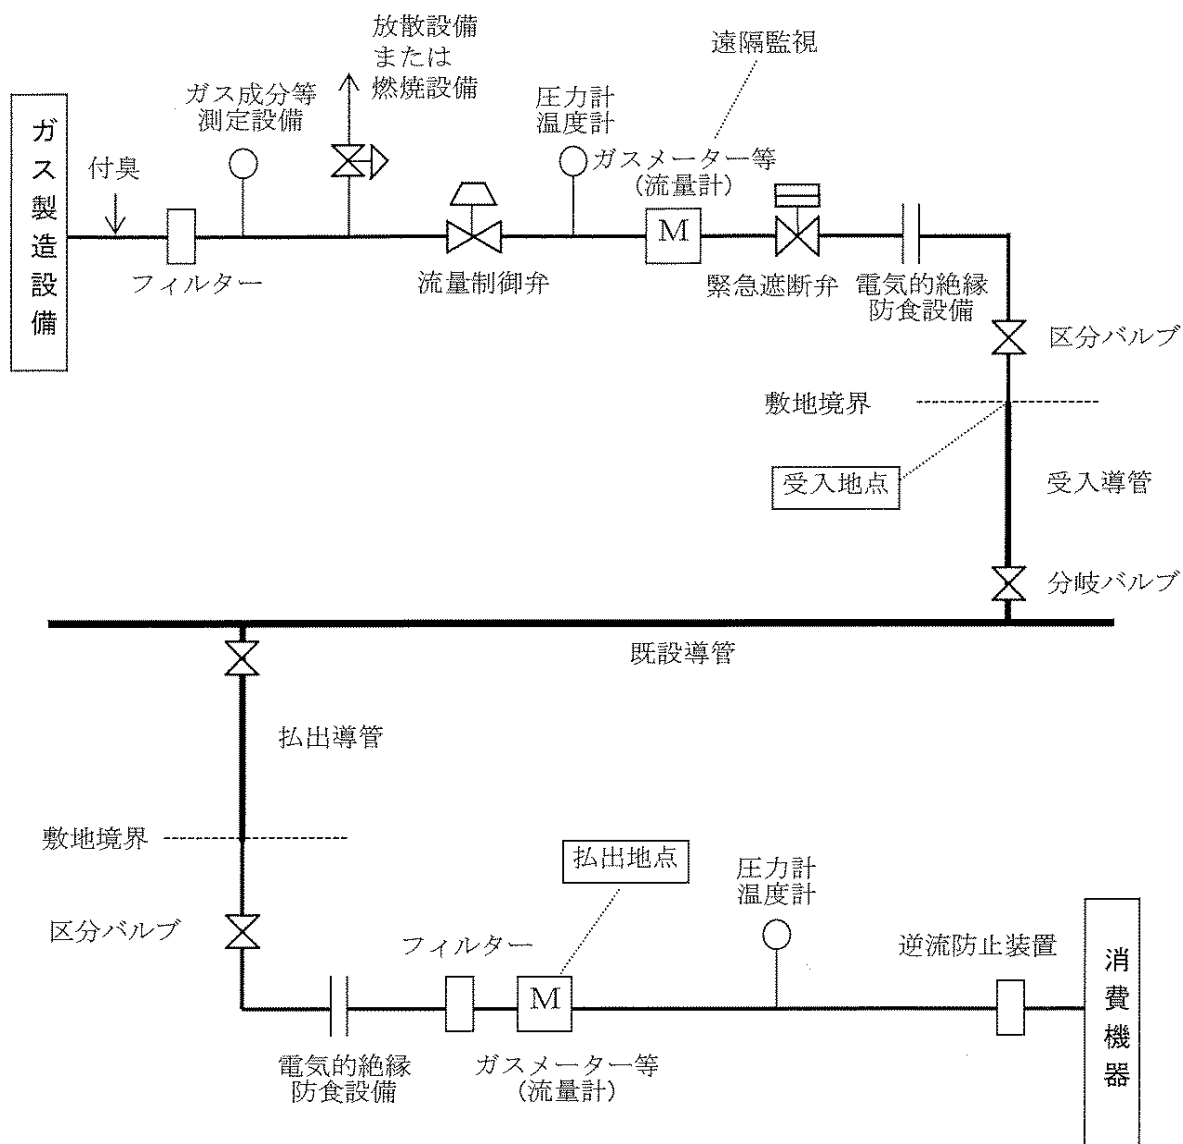 放散設備
または
燃焼設備
遠隔監視
ガス成分等
測定設備
圧力計
温度計
ガス製造設備
付臭
ガスメーター等
(流量計)
M
フィルター
流量制御弁
緊急遮断弁
電気的絶縁
防食設備
区分バルブ
敷地境界
受入地点
受入導管
分岐バルブ
既設導管
払出導管
敷地境界
払出地点
圧力計
温度計
区分バルブ
フィルター
逆流防止装置
M
消費機器
電気的絶縁
防食設備
ガスメーター等
(流量計)